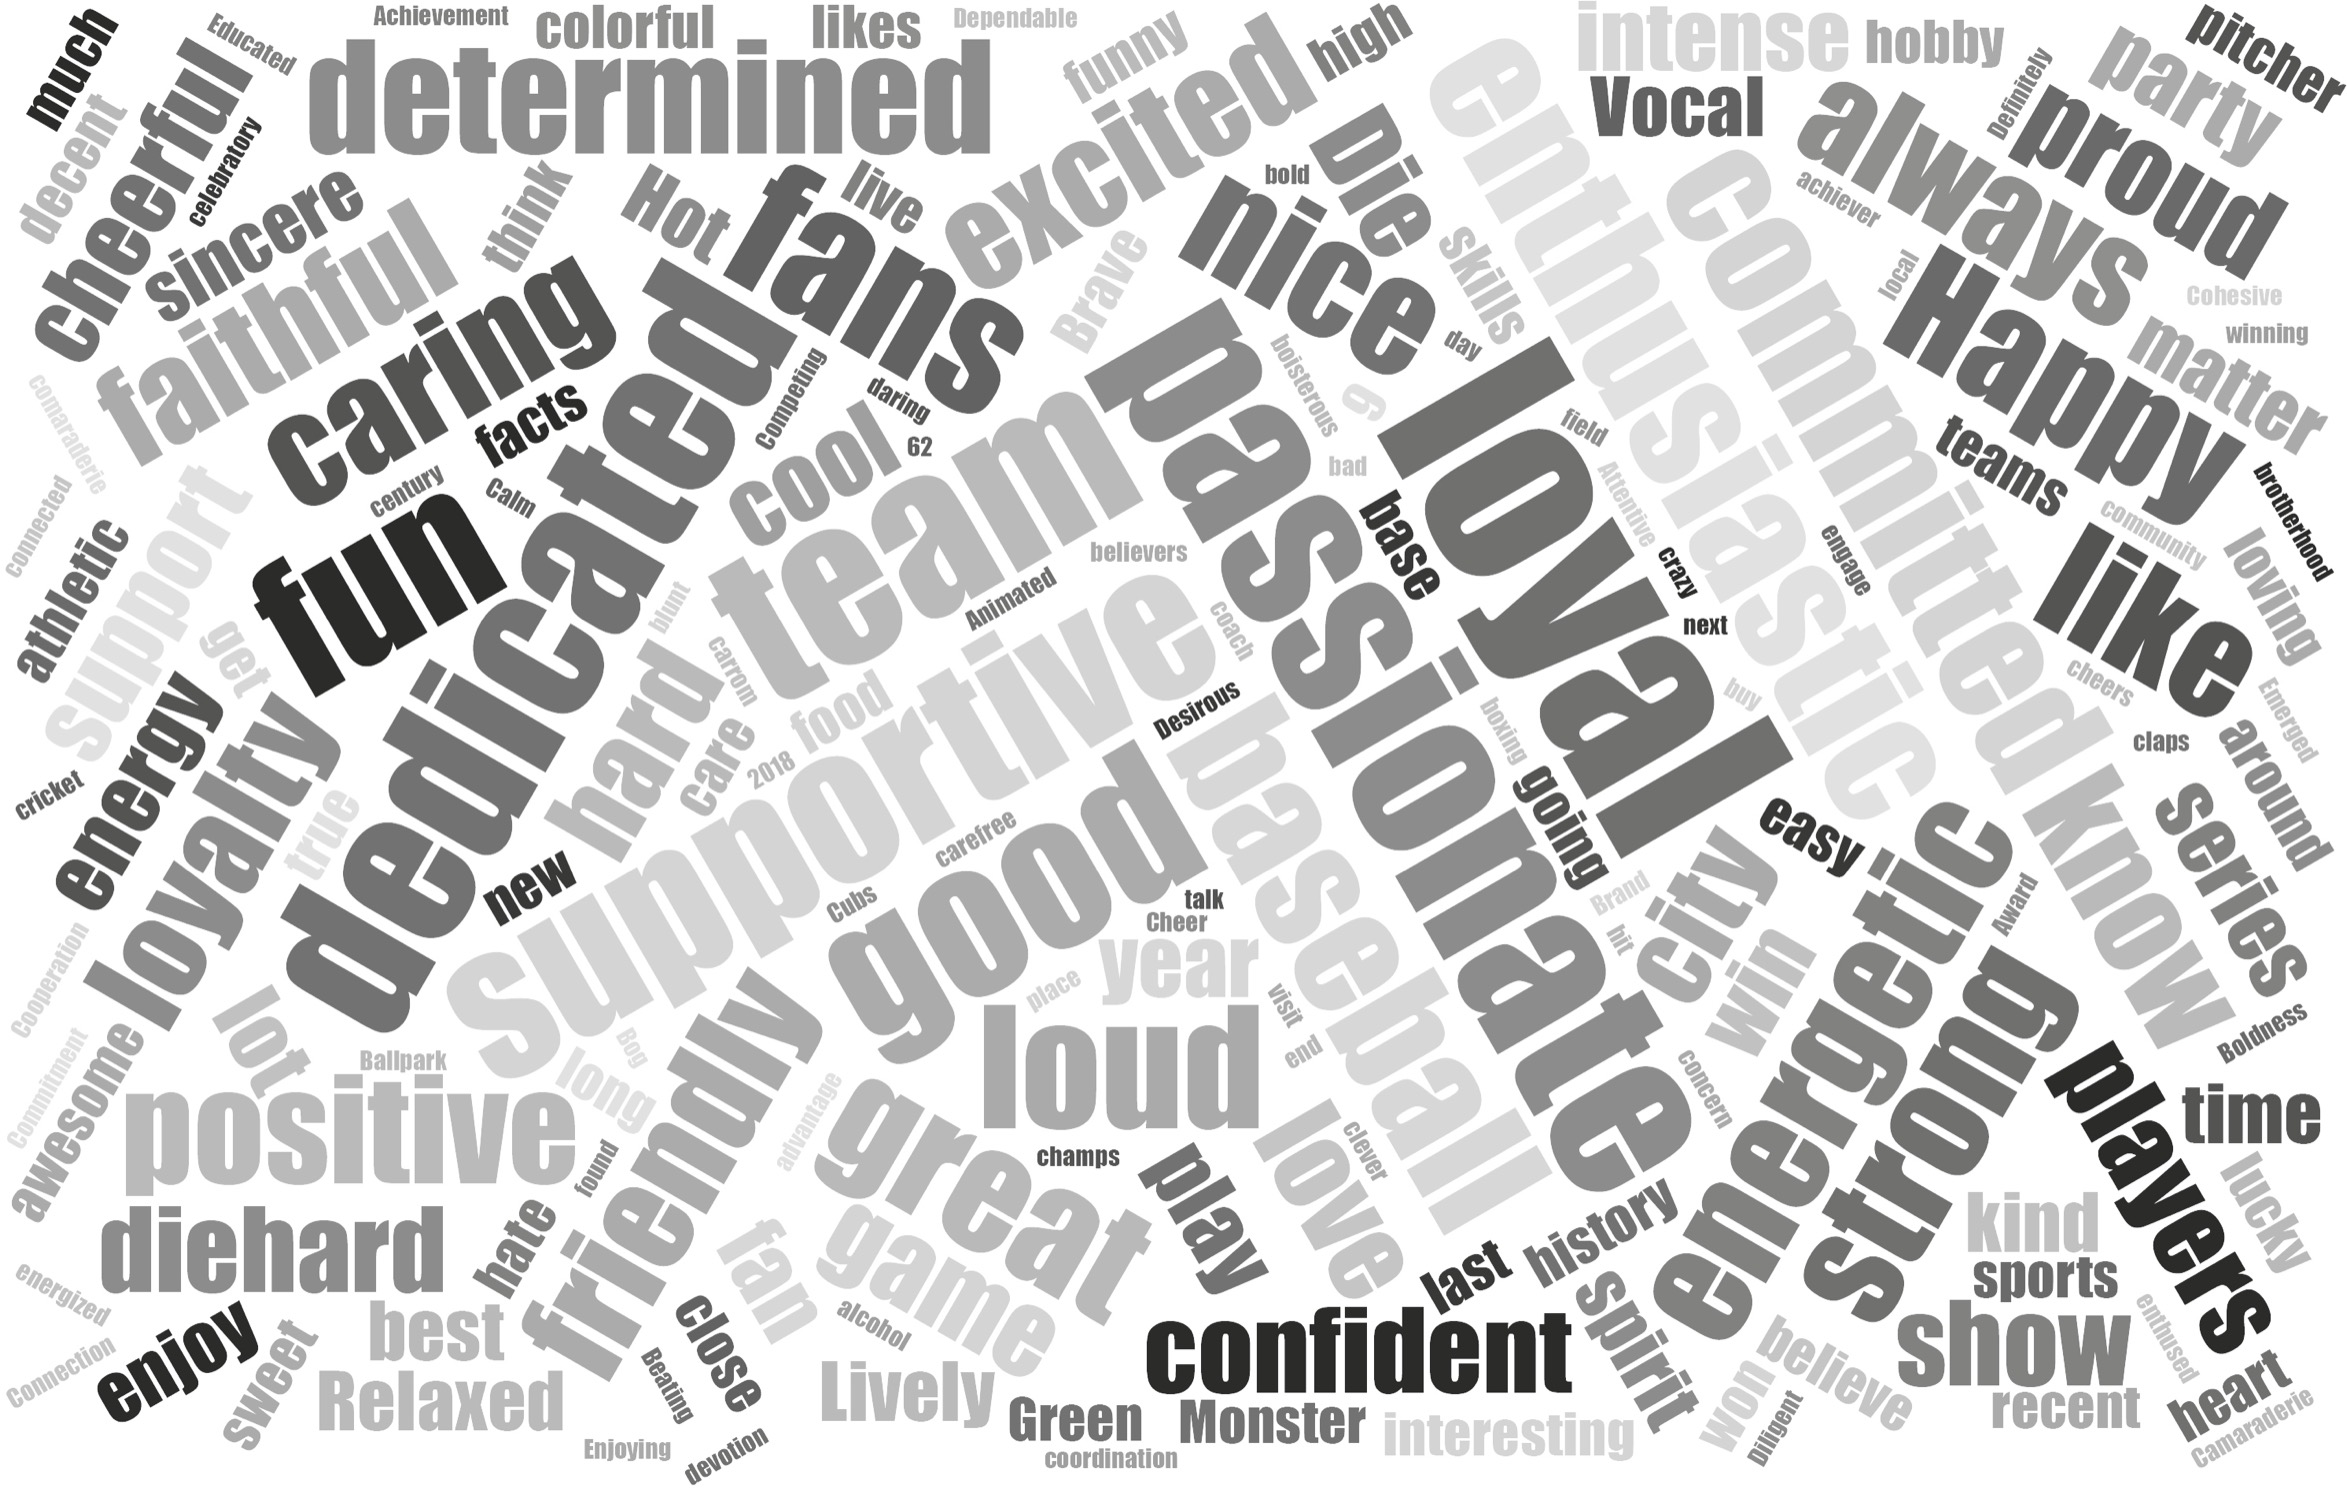 much
Educated
Achievement
colorful
likes
Dependable
funny
high
intense
hobby
pitcher
party
Definitely
decent
cheerful
celebratory
determined
excited
Vocal
always
proud
sincere
think
Hot
fans
live
bold
Die
nice
skills
enthusiastic
committed
achiever
local
Happy
Cohesive
winning
matter
faithful
caring
facts
dedicated
Competing
daring
62
Brave
boisterous
9
day
loyal
field
bad
Attentive
teams
comaraderie
connected
century
Calm
cool
team
passionate
base
crazy
engage
community
brotherhood
athletic
support
fun
believers
Animated
coach
next
like
loving
get
blunt
hard
carrom
care
food
2018
supportive
Desirous
baseball
boxing
buy
cheers
claps
Emerged
around
energy
cricket
loyalty
true
new
carefree
Cubs
good
talk
Cheer
year
going
easy
Brand
hit
city
win
energetic
Award
know
series
Boldness
Cooperation
Commitment
awesome
lot
Ballpark
positive
Bog
long
place
visit
end
loud
concern
strong
players
time
diehard
found
hate
friendly
advantage
great
champs
play
love
clever
history
kind
sports
lucky
energized
Connection
enjoy
sweet
best
Relaxed
fan
game
alcohol
close
Beating
Enjoying
devotion
Lively
Green
Monster
coordination
confident
last
interesting
spirit
won
believe
Diligent
show
recent
enthused
heart
Camaraderie